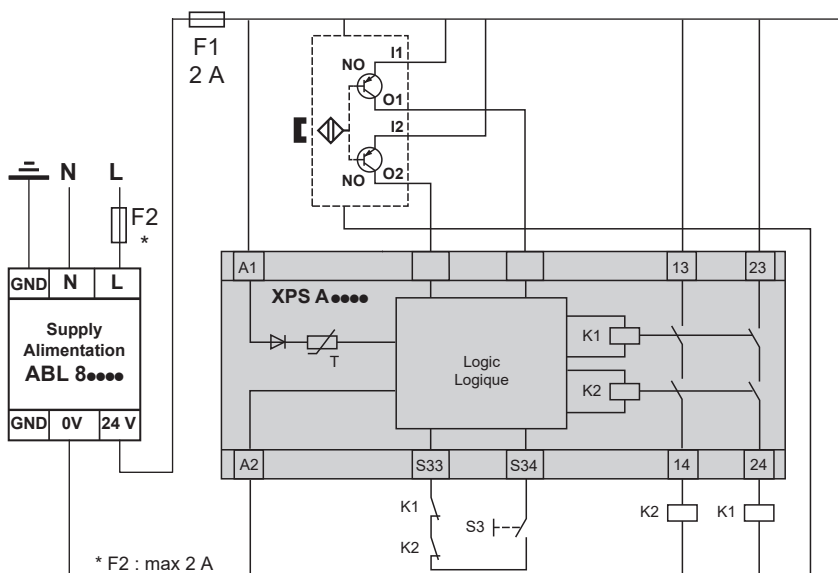 F1
2 A
I1
NO
O1
I2
NO
O2
N L
F2
*
GND N L
Supply
Alimentation
ABL 8●●●●
GND 0V 24 V
A1 13 23
XPS A●●●●
T
Logic
Logique
K1
K2
A2 S33 S34 14 24
K1
K2
S3
K2 K1
* F2 : max 2 A